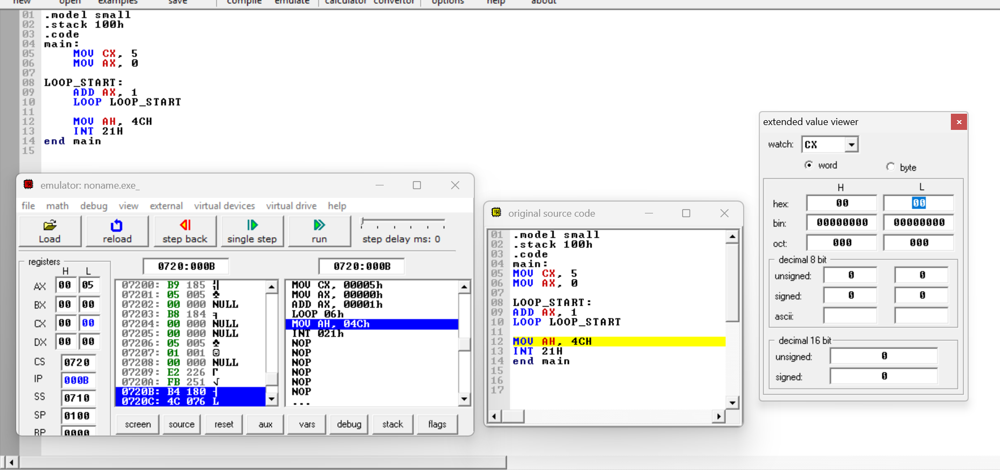 new open examples save compile emulate calculator convertor options help about
01 .model small
02 .stack 100h
03 .code
04 main:
05 MOV CX, 5
06 MOV AX, 0
07
08 LOOP_START:
09 ADD AX, 1
10 LOOP LOOP_START
11
12 MOV AH, 4CH
13 INT 21H
14 end main
15
emulator: noname.exe_
file math debug view external virtual devices virtual drive help
Load reload step back single step run step delay ms: 0
registers
H L
AX 00 05
BX 00 00
CX 00 00
DX 00 00
CS 0720
IP 000B
SS 0710
SP 0100
BP 0000
0720:000B
07200: B9 185 ╣
07201: 05 005 ♣
07202: 00 000 NULL
07203: B8 184 ╕
07204: 00 000 NULL
07205: 00 000 NULL
07206: 05 005 ♣
07207: 01 001 ☺
07208: 00 000 NULL
07209: E2 226 Γ
0720A: FB 251 √
0720B: B4 180 ┤
0720C: 4C 076 L
0720:000B
MOV CX, 00005h
MOV AX, 00000h
ADD AX, 00001h
LOOP 06h
MOV AH, 04Ch
INT 021h
NOP
NOP
NOP
NOP
NOP
NOP
...
screen source reset aux vars debug stack flags
original source code
01 .model small
02 .stack 100h
03 .code
04 main:
05 MOV CX, 5
06 MOV AX, 0
07
08 LOOP_START:
09 ADD AX, 1
10 LOOP LOOP_START
11
12 MOV AH, 4CH
13 INT 21H
14 end main
15
16
17
extended value viewer
watch: CX
word byte
H L
hex: 00 00
bin: 00000000 00000000
oct: 000 000
decimal 8 bit
unsigned: 0 0
signed: 0 0
ascii:
decimal 16 bit
unsigned: 0
signed: 0